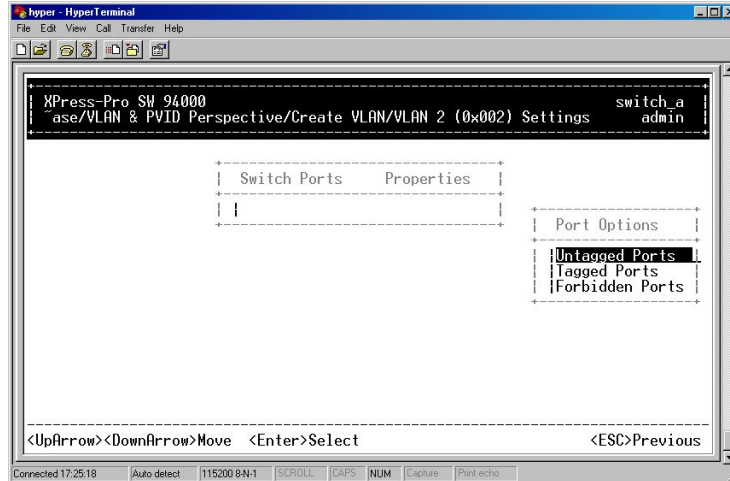 hyper - HyperTerminal
File Edit View Call Transfer Help
XPress-Pro SW 94000 switch_a
~ase/VLAN & PVID Perspective/Create VLAN/VLAN 2 (0x002) Settings admin
Switch Ports Properties
Port Options
Untagged Ports
Tagged Ports
Forbidden Ports
<UpArrow><DownArrow>Move <Enter>Select <ESC>Previous
Connected 17:25:18 Auto detect 115200 8-N-1 SCROLL CAPS NUM Capture Print echo